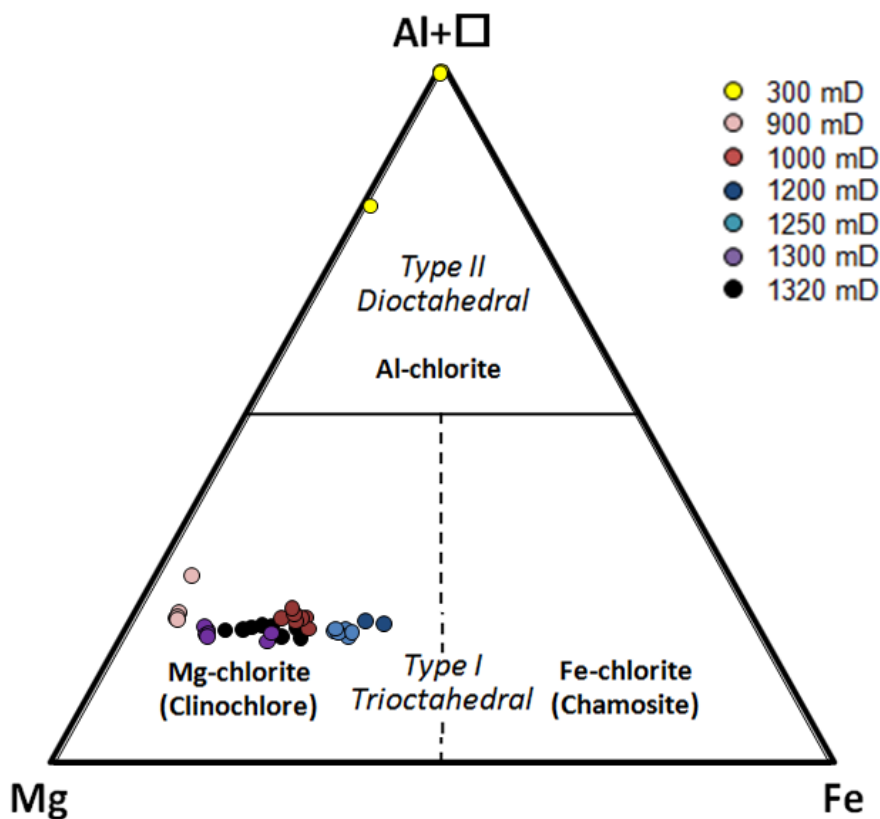 Al+□
300 mD
900 mD
1000 mD
1200 mD
1250 mD
1300 mD
1320 mD
Type II
Dioctahedral
Al-chlorite
Mg-chlorite
(Clinochlore)
Type I
Trioctahedral
Fe-chlorite
(Chamosite)
Mg
Fe